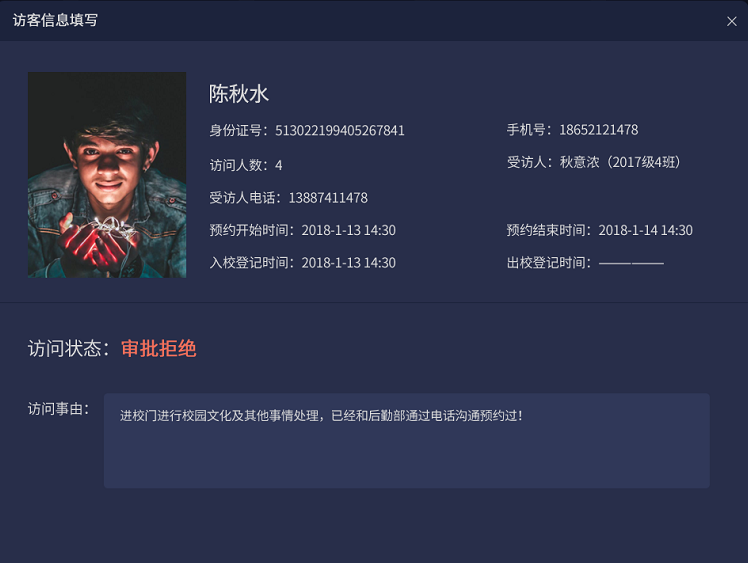 访客信息填写
陈秋水
身份证号：513022199405267841
手机号：18652121478
访问人数：4
受访人：秋意浓（2017级4班）
受访人电话：13887411478
预约开始时间：2018-1-13 14:30
预约结束时间：2018-1-14 14:30
入校登记时间：2018-1-13 14:30
出校登记时间：—————
访问状态：审批拒绝
访问事由：
进校门进行校园文化及其他事情处理，已经和后勤部通过电话沟通预约过！